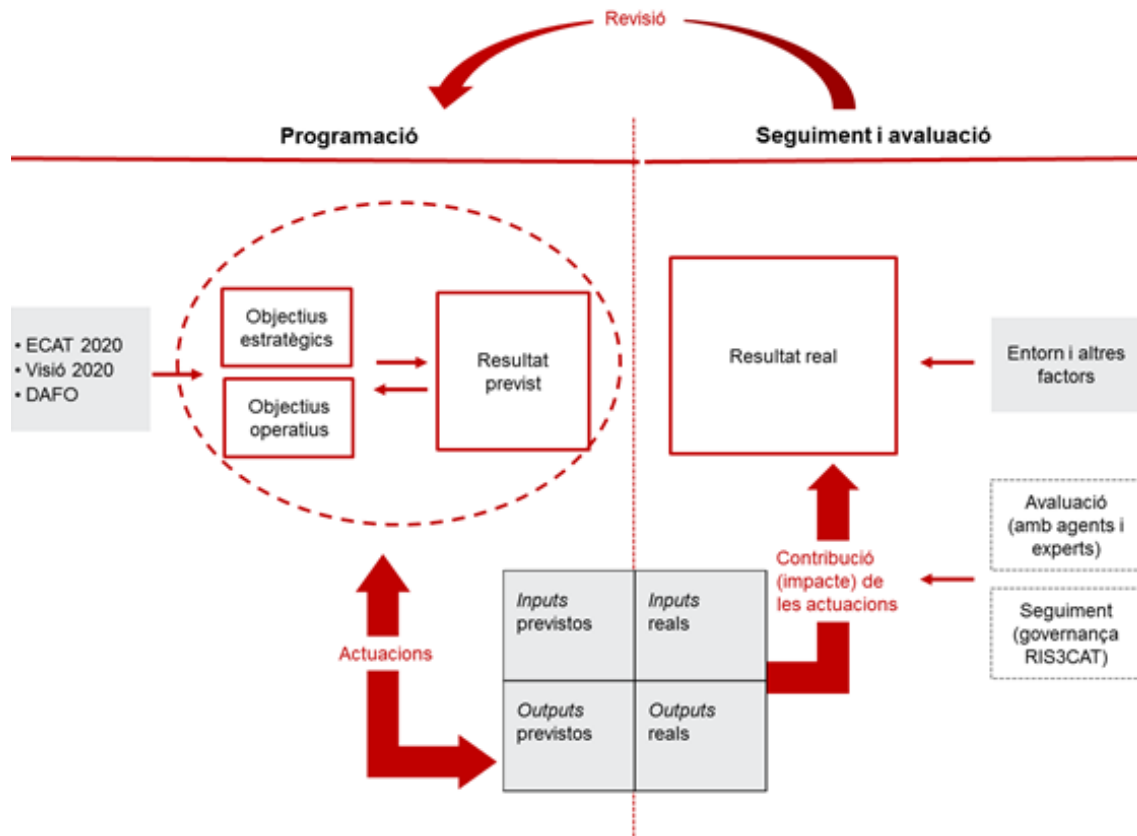 Revisió
Programació
Seguiment i avaluació
• ECAT 2020
• Visió 2020
• DAFO
Objectius
estratègics
Objectius
operatius
Resultat
previst
Resultat real
Entorn i altres
factors
Avaluació
(amb agents i
experts)
Seguiment
(governança
RIS3CAT)
Contribució
(impacte) de
les actuacions
Actuacions
Inputs
previstos
Inputs
reals
Outputs
previstos
Outputs
reals